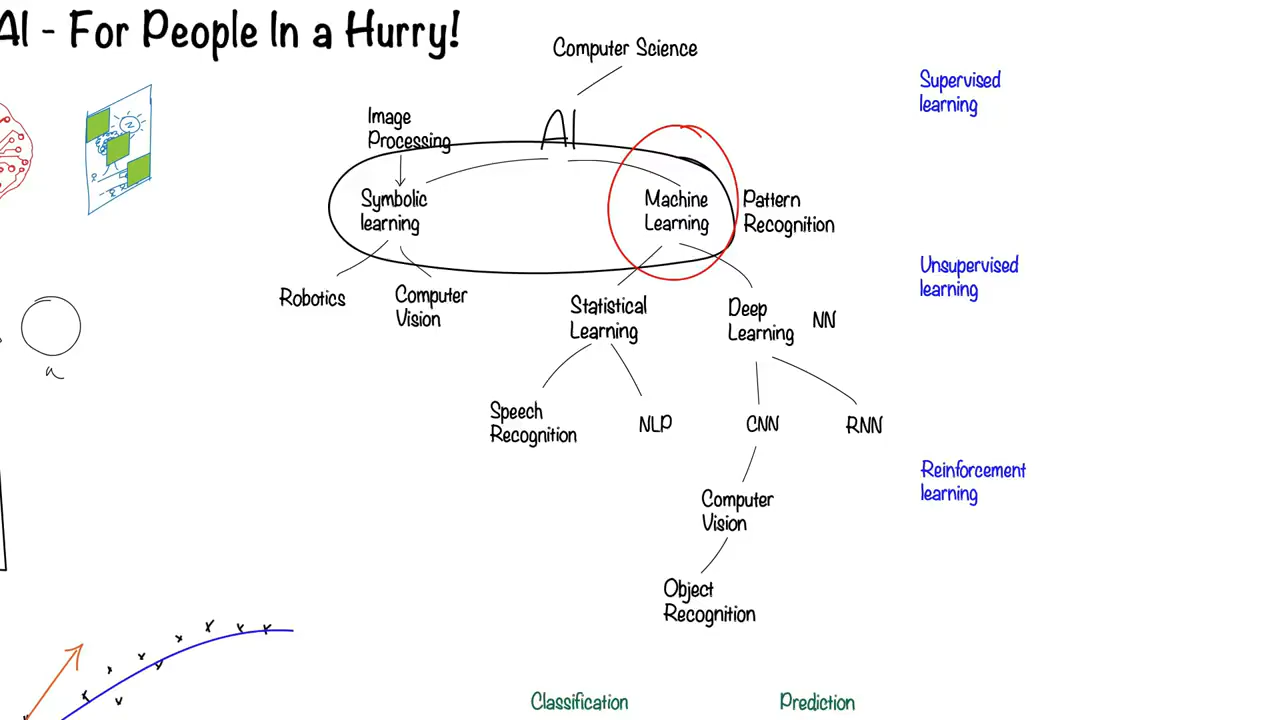 AI - For People In a Hurry!
Computer Science
Supervised
learning
Image
Processing
AI
Symbolic
learning
Machine
Learning
Pattern
Recognition
Unsupervised
learning
Robotics
Computer
Vision
Statistical
Learning
Deep
Learning
NN
Speech
Recognition
NLP
CNN
RNN
Reinforcement
learning
Computer
Vision
Object
Recognition
Classification
Prediction